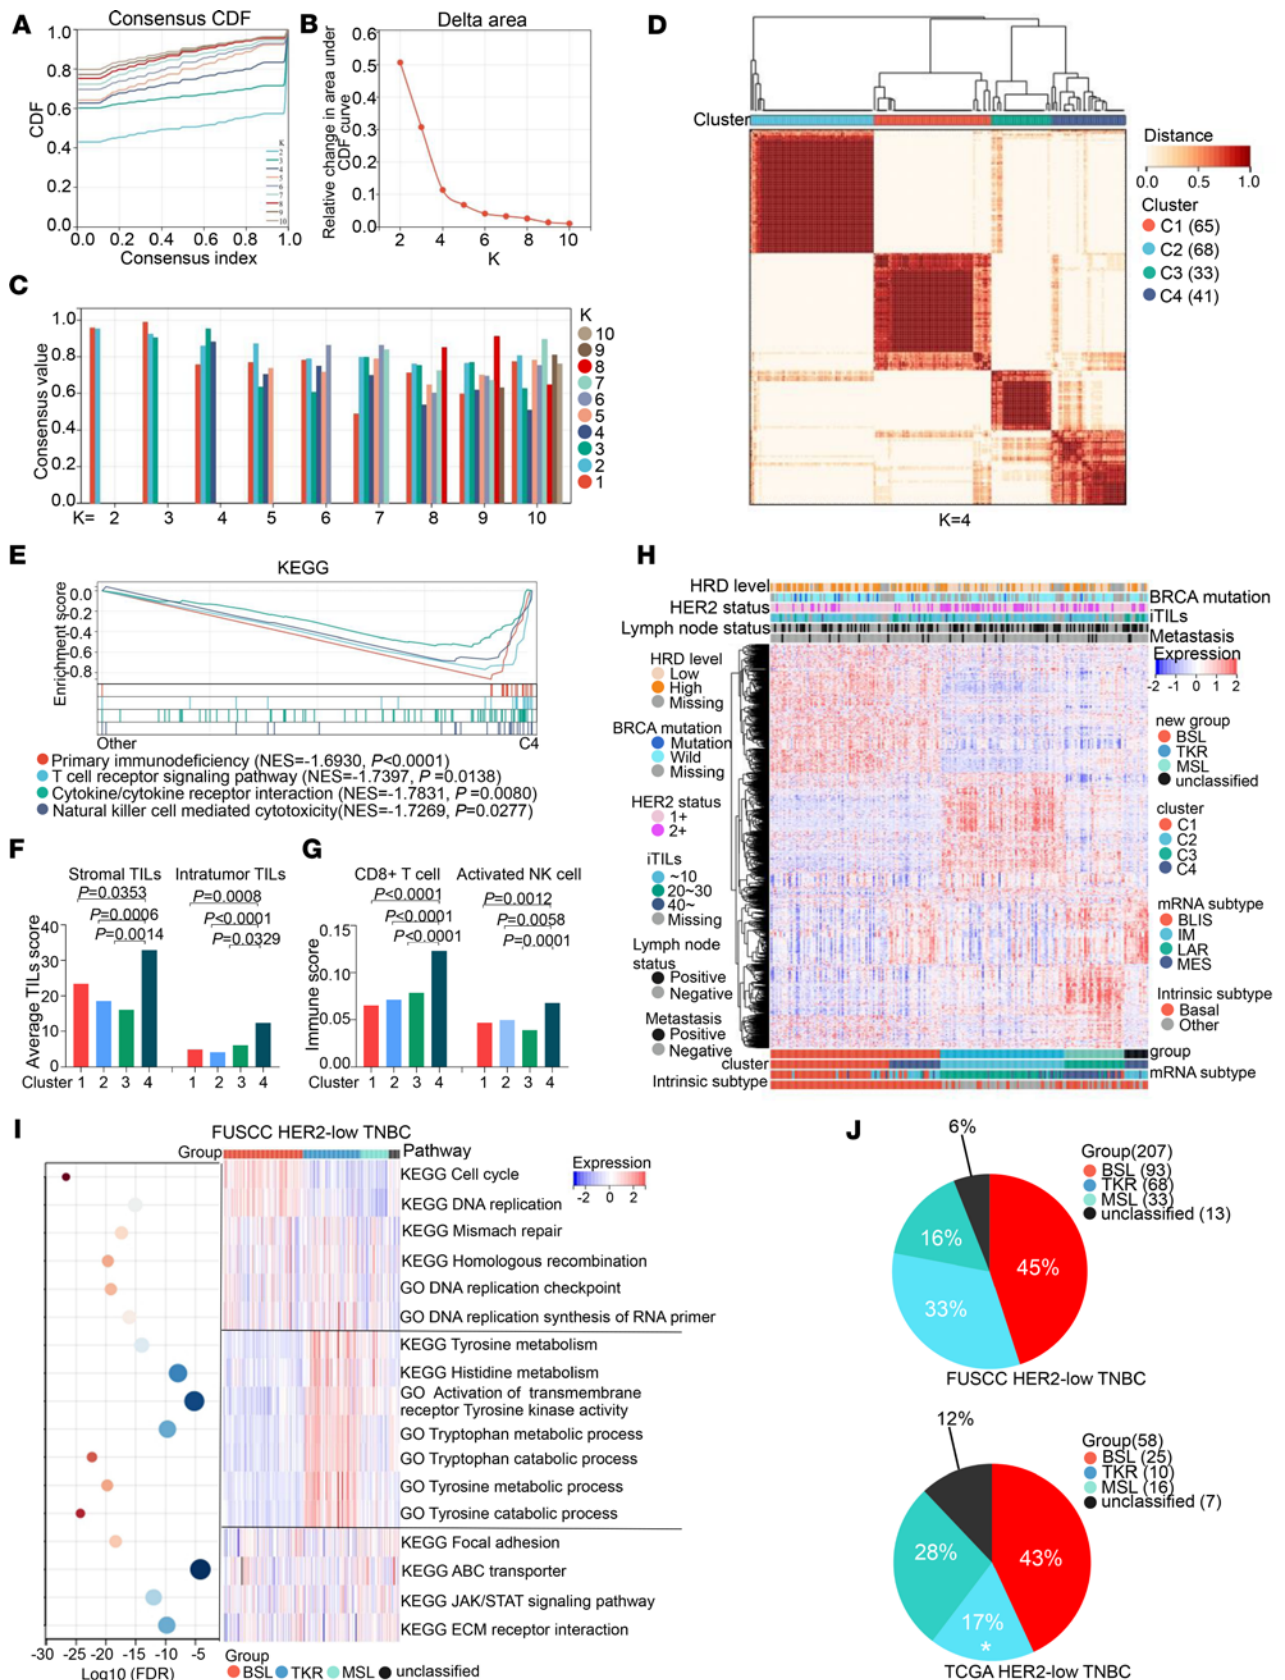 A
Consensus CDF
CDF
1.0
0.8
0.6
0.4
0.2
0.0
0.0 0.2 0.4 0.6 0.8 1.0
Consensus index
K
2
3
4
5
6
7
8
9
10
B
Delta area
Relative change in area under
CDF curve
0.6
0.5
0.4
0.3
0.2
0.1
0.0
2 4 6 8 10
K
C
Consensus value
1.0
0.8
0.6
0.4
0.2
0.0
K= 2 3 4 5 6 7 8 9 10
K
10
9
8
7
6
5
4
3
2
1
D
Cluster
K=4
Distance
0.0 0.5 1.0
Cluster
C1 (65)
C2 (68)
C3 (33)
C4 (41)
E
KEGG
Enrichment score
0.0
-0.2
-0.4
-0.6
-0.8
Other C4
Primary immunodeficiency (NES=-1.6930, P<0.0001)
T cell receptor signaling pathway (NES=-1.7397, P =0.0138)
Cytokine/cytokine receptor interaction (NES=-1.7831, P=0.0080)
Natural killer cell mediated cytotoxicity(NES=-1.7269, P=0.0277)
F
Stromal TILs Intratumor TILs
P=0.0353 P=0.0008
P=0.0006 P<0.0001
P=0.0014 P=0.0329
Average TILs score
40
30
20
10
0
Cluster 1 2 3 4 1 2 3 4
G
CD8+ T cell Activated NK cell
P<0.0001 P=0.0012
P<0.0001 P=0.0058
P<0.0001 P=0.0001
Immune score
0.15
0.10
0.05
0.00
Cluster 1 2 3 4 1 2 3 4
H
HRD level
BRCA mutation
HER2 status
iTILs
Lymph node status
Metastasis
Expression
-2 -1 0 1 2
HRD level
Low
High
Missing
BRCA mutation
Mutation
Wild
Missing
HER2 status
1+
2+
iTILs
~10
20~30
40~
Missing
Lymph node
status
Positive
Negative
Metastasis
Positive
Negative
new group
BSL
TKR
MSL
unclassified
cluster
C1
C2
C3
C4
mRNA subtype
BLIS
IM
LAR
MES
Intrinsic subtype
Basal
Other
group
cluster
mRNA subtype
Intrinsic subtype
I
FUSCC HER2-low TNBC
Group Pathway
KEGG Cell cycle
KEGG DNA replication
KEGG Mismach repair
KEGG Homologous recombination
GO DNA replication checkpoint
GO DNA replication synthesis of RNA primer
KEGG Tyrosine metabolism
KEGG Histidine metabolism
GO Activation of transmembrane
receptor Tyrosine kinase activity
GO Tryptophan metabolic process
GO Tryptophan catabolic process
GO Tyrosine metabolic process
GO Tyrosine catabolic process
KEGG Focal adhesion
KEGG ABC transporter
KEGG JAK/STAT signaling pathway
KEGG ECM receptor interaction
Expression
-2 0 2
-30 -25 -20 -15 -10 -5
Log10 (FDR)
Group
BSL TKR MSL unclassified
J
6%
16%
45%
33%
Group(207)
BSL (93)
TKR (68)
MSL (33)
unclassified (13)
FUSCC HER2-low TNBC
12%
28%
43%
17%
*
Group(58)
BSL (25)
TKR (10)
MSL (16)
unclassified (7)
TCGA HER2-low TNBC